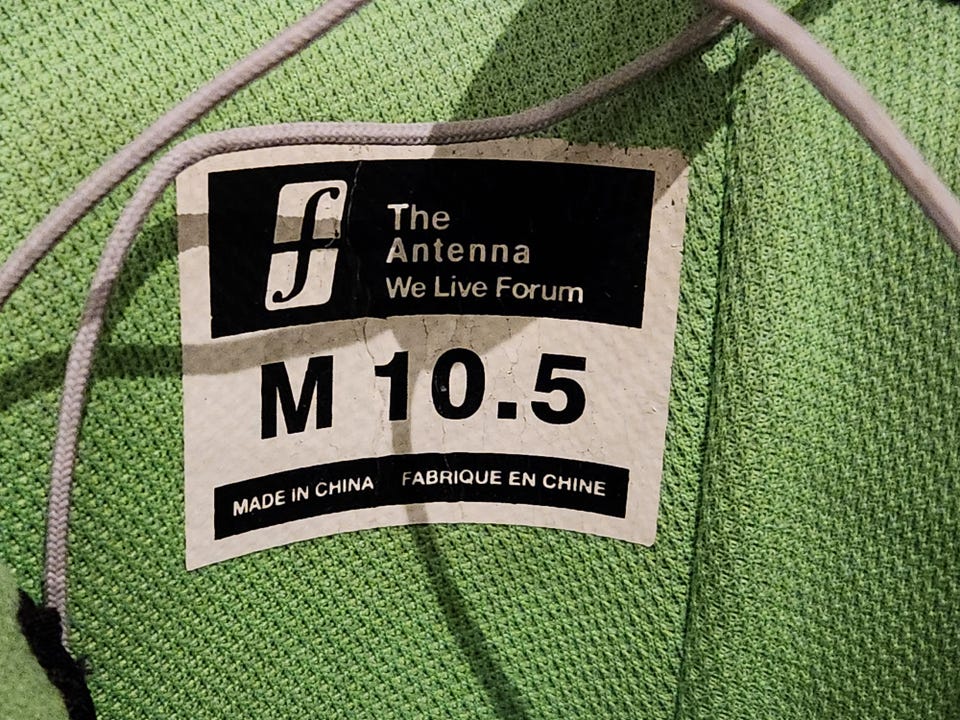 f
The
Antenna
We Live Forum
M 10.5
MADE IN CHINA FABRIQUE EN CHINE